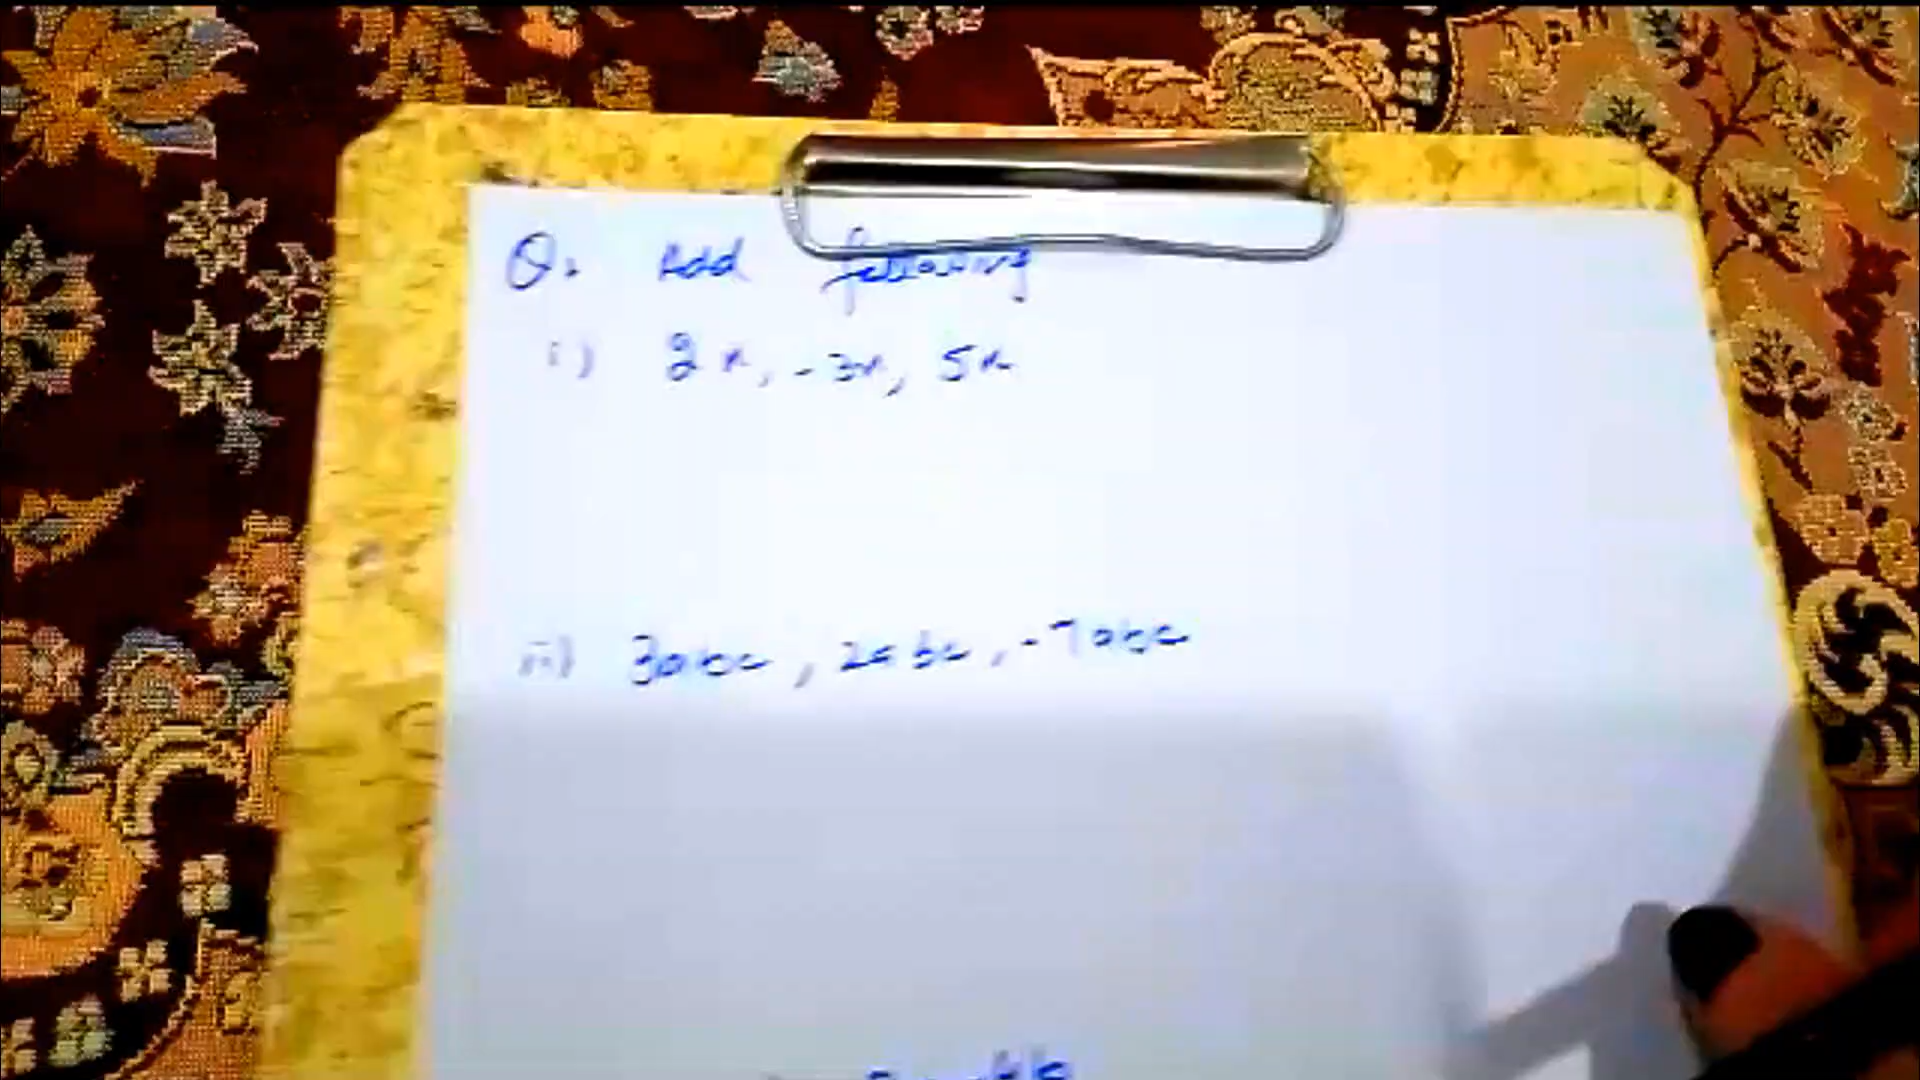 Q. Add following
i) 2x, -3x, 5x
ii) 3abc, 2abc, -7abc